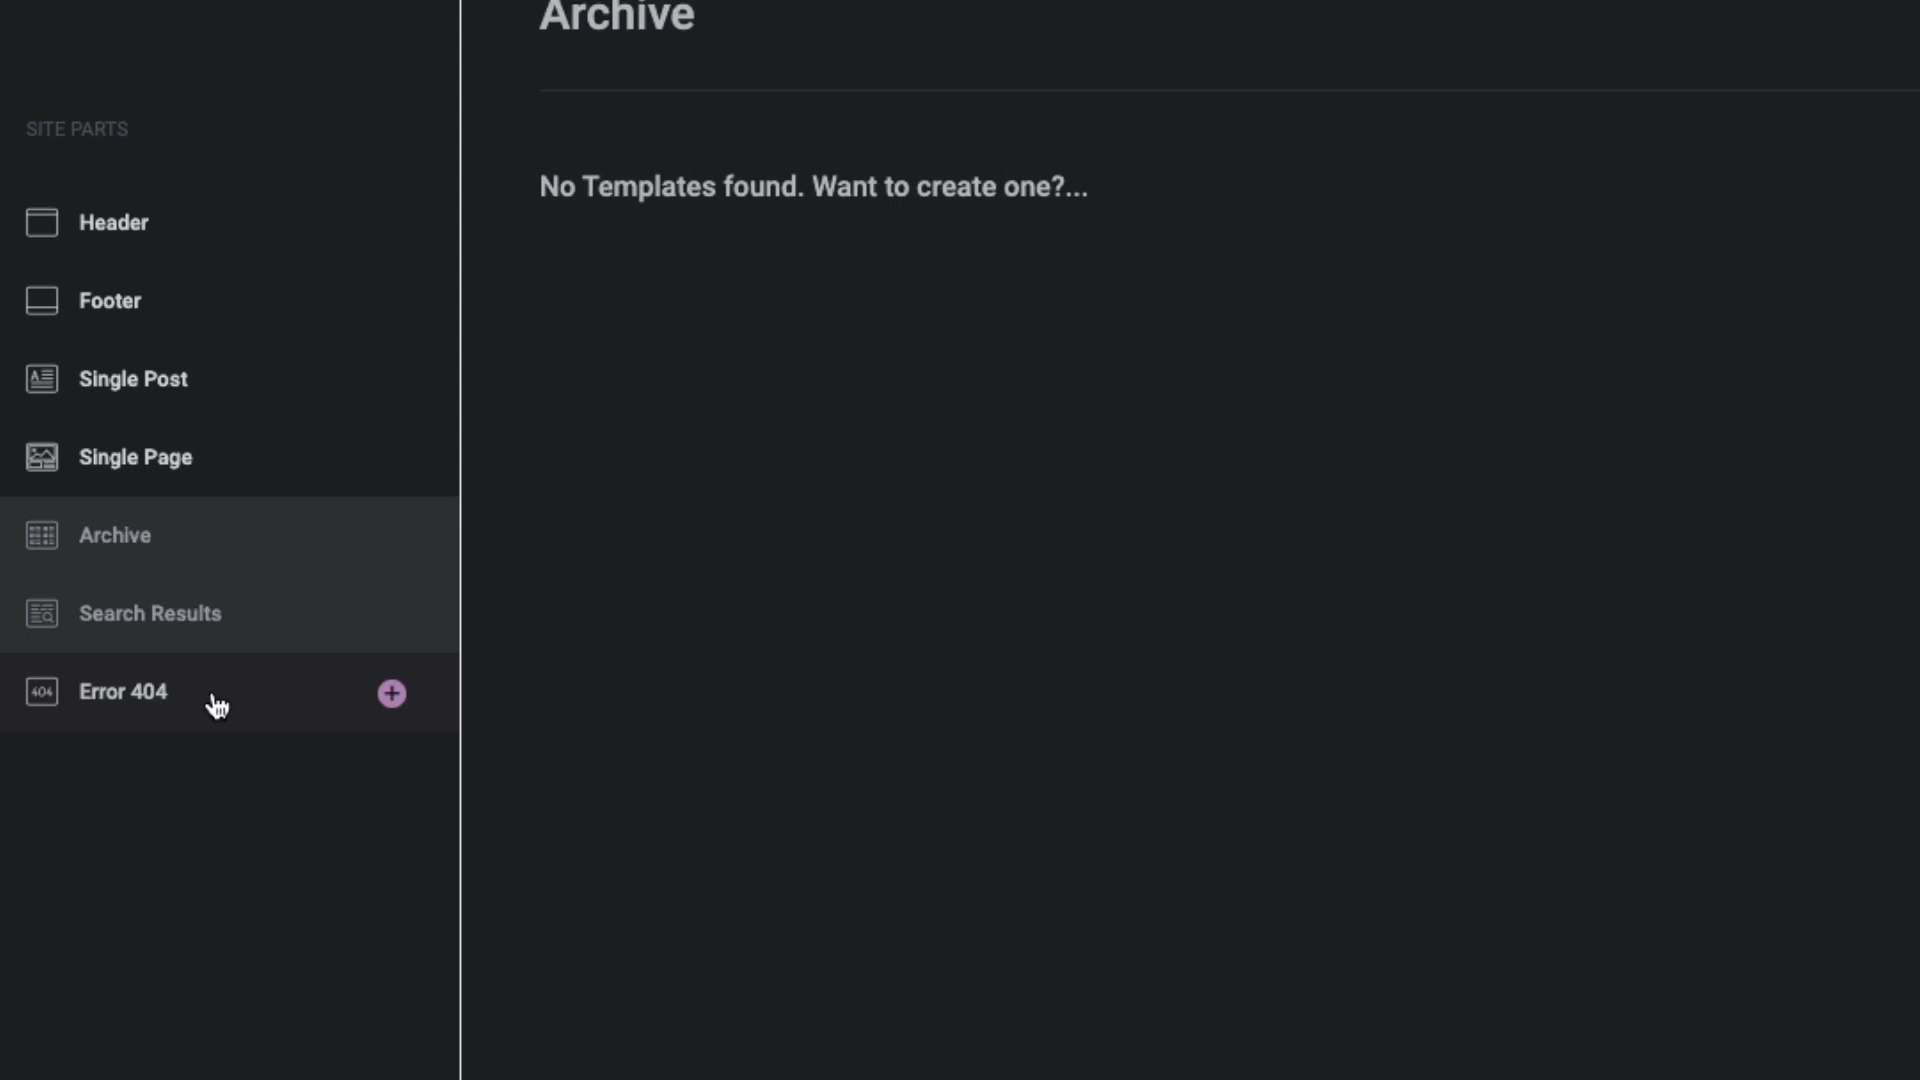 Archive
SITE PARTS
No Templates found. Want to create one?...
Header
Footer
Single Post
Single Page
Archive
Search Results
404 Error 404